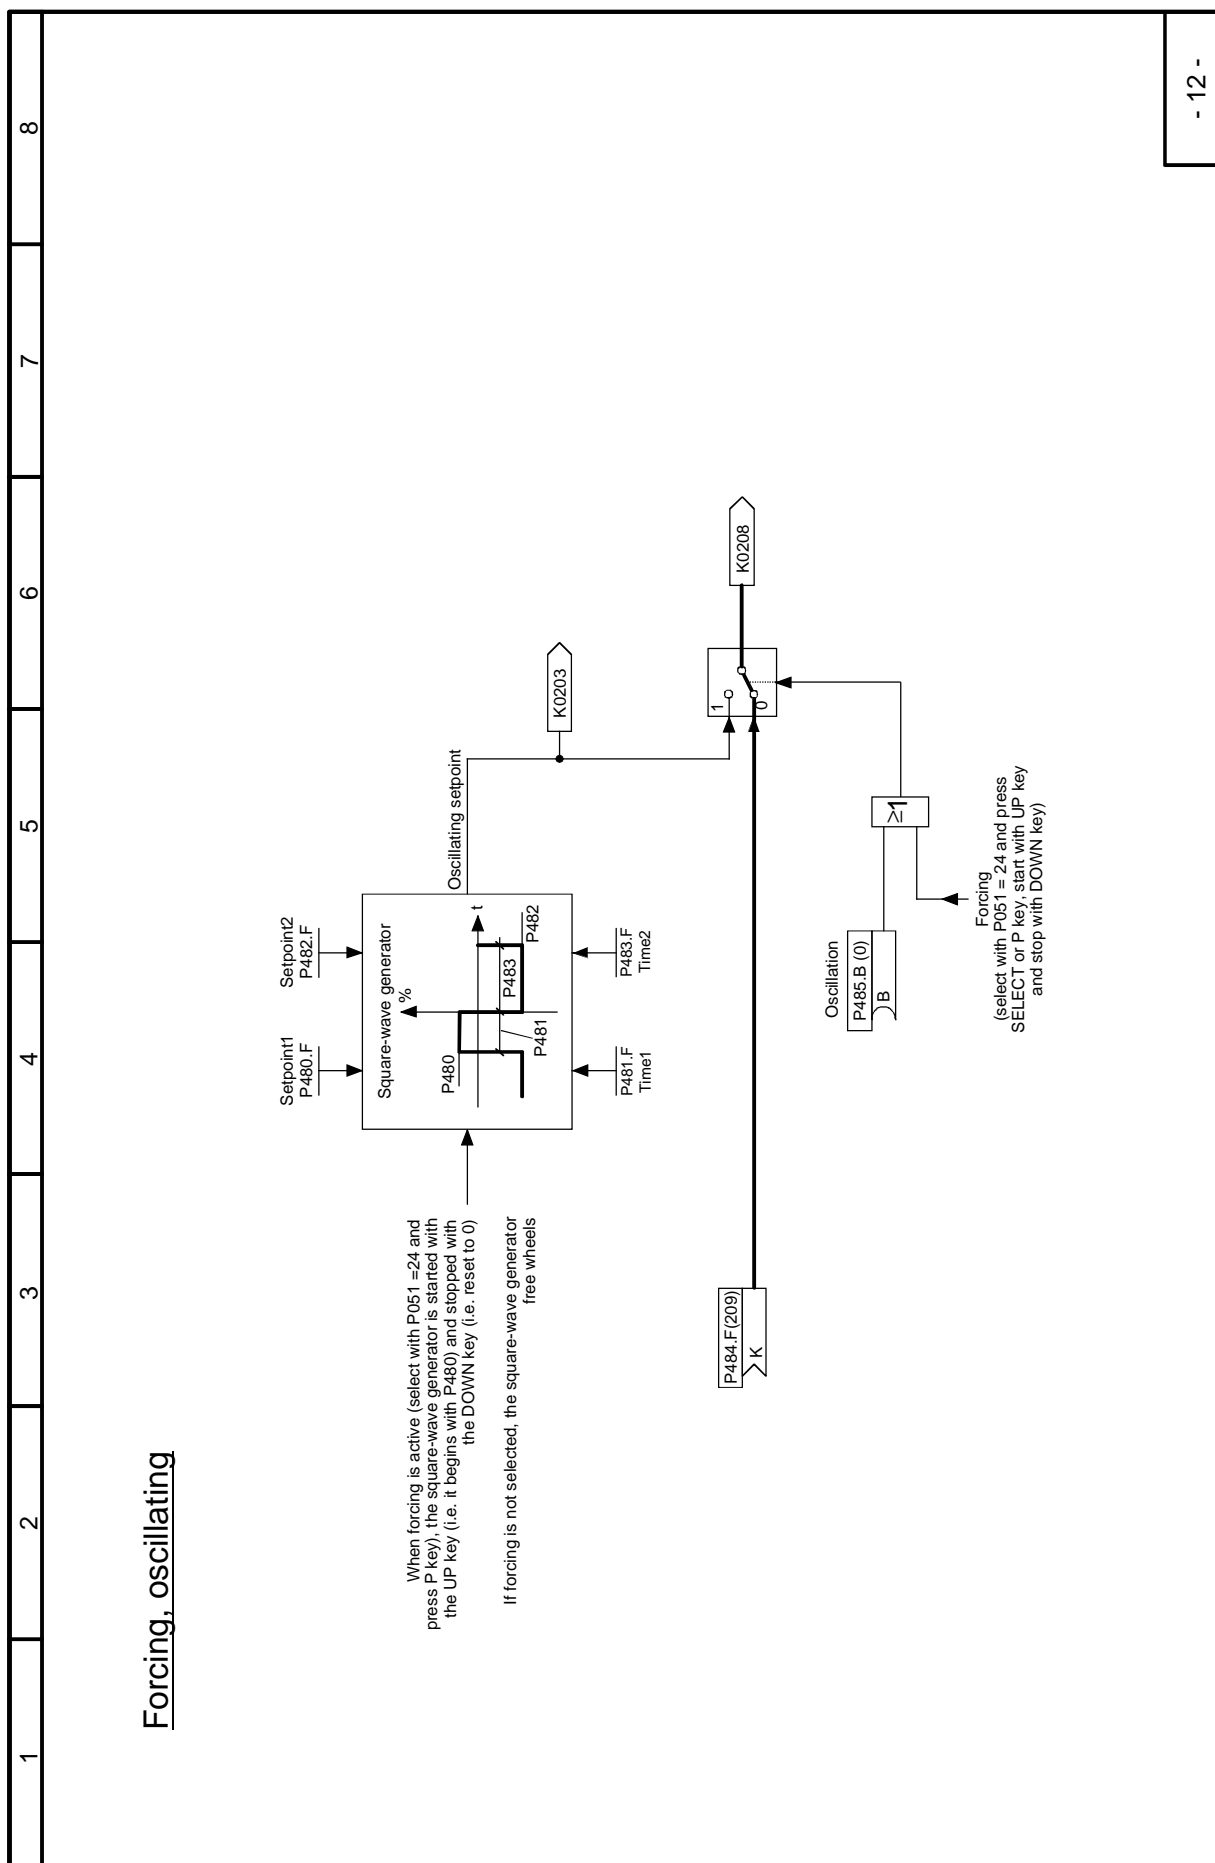 Forcing, oscillating
When forcing is active (select with P051 =24 and
press P key), the square-wave generator is started with
the UP key (i.e. it begins with P480) and stopped with
the DOWN key (i.e. reset to 0)
If forcing is not selected, the square-wave generator
free wheels
Setpoint1
P480.F
Setpoint2
P482.F
Square-wave generator
%
t
P480
P481
P483
P482
P481.F
Time1
P483.F
Time2
Oscillating setpoint
K0203
P484.F(209)
K
1
0
K0208
Oscillation
P485.B (0)
B
≥1
Forcing
(select with P051 = 24 and press
SELECT or P key, start with UP key
and stop with DOWN key)
1
2
3
4
5
6
7
8
- 12 -